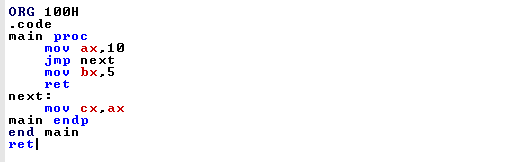 ORG 100H
.code
main proc
mov ax,10
jmp next
mov bx,5
ret
next:
mov cx,ax
main endp
end main
ret